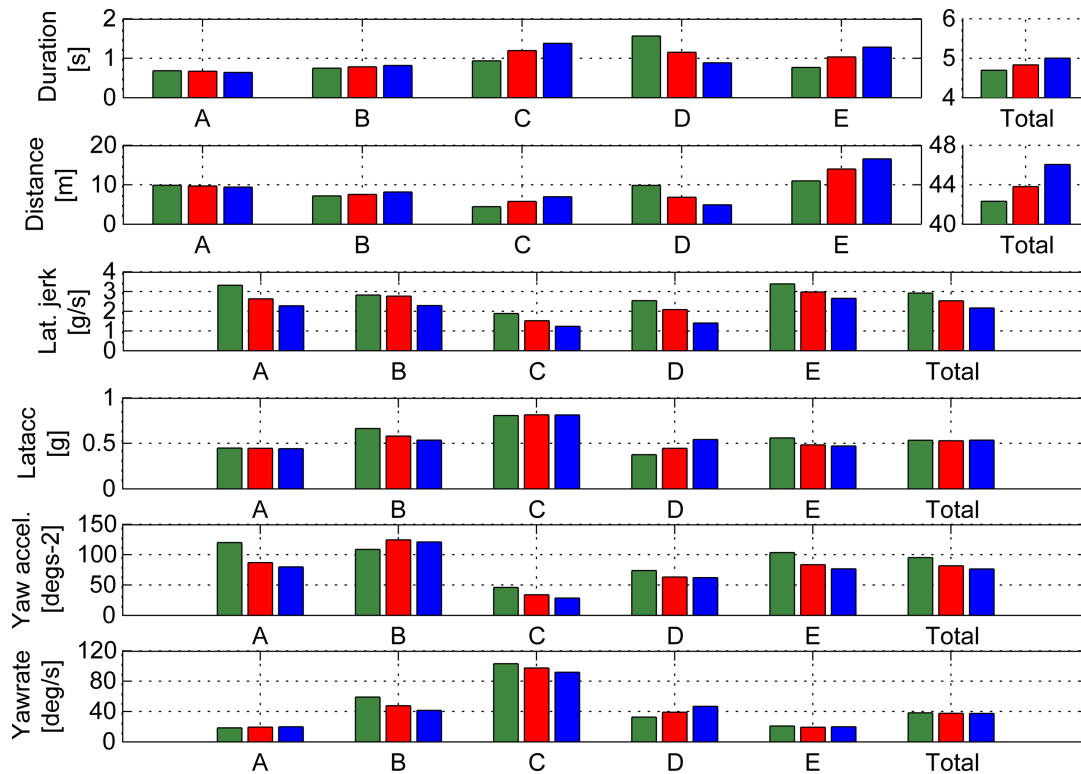 Duration
[s]
2
1
0
A
B
C
D
E
6
5
4
Total
Distance
[m]
20
10
0
A
B
C
D
E
48
44
40
Total
Lat. jerk
[g/s]
4
3
2
1
0
A
B
C
D
E
Total
Latacc
[g]
1
0.5
0
A
B
C
D
E
Total
Yaw accel.
[degs-2]
150
100
50
0
A
B
C
D
E
Total
Yawrate
[deg/s]
120
80
40
0
A
B
C
D
E
Total